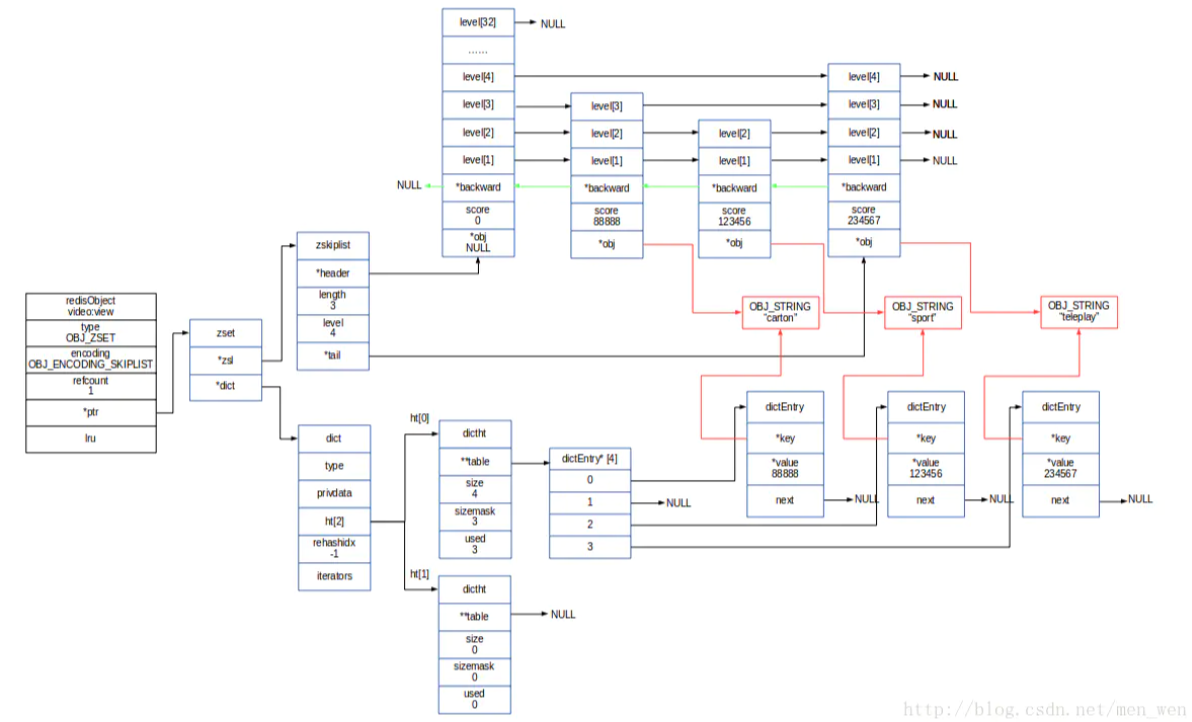 level[32]
NULL
......
level[4]
level[4]
NULL
level[3]
level[3]
level[3]
NULL
level[2]
level[2]
level[2]
level[2]
NULL
level[1]
level[1]
level[1]
level[1]
NULL
NULL
*backward
*backward
*backward
*backward
score
0
score
88888
score
123456
score
234567
*obj
NULL
*obj
*obj
*obj
zskiplist
*header
length
3
level
4
*tail
OBJ_STRING
"carton"
OBJ_STRING
"sport"
OBJ_STRING
"teleplay"
redisObject
video:view
type
OBJ_ZSET
encoding
OBJ_ENCODING_SKIPLIST
refcount
1
*ptr
lru
zset
*zsl
*dict
dict
type
privdata
ht[2]
rehashidx
-1
iterators
ht[0]
dictht
**table
size
4
sizemask
3
used
3
dictEntry* [4]
0
1
NULL
2
3
dictEntry
*key
*value
88888
next
NULL
dictEntry
*key
*value
123456
next
NULL
dictEntry
*key
*value
234567
next
NULL
ht[1]
dictht
**table
NULL
size
0
sizemask
0
used
0
http://blog.csdn.net/men_wen